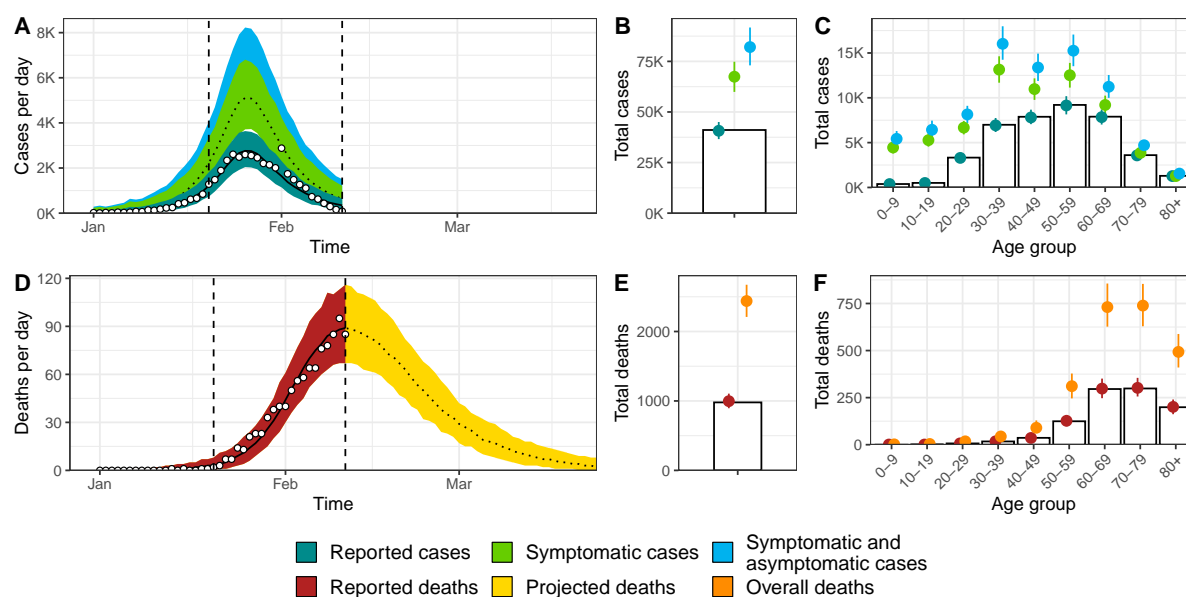 A
Cases per day
8K
6K
4K
2K
0K
Jan
Feb
Mar
Time
B
Total cases
75K
50K
25K
0K
C
Total cases
15K
10K
5K
0K
0−9
10−19
20−29
30−39
40−49
50−59
60−69
70−79
80+
Age group
D
Deaths per day
120
90
60
30
0
Jan
Feb
Mar
Time
E
Total deaths
2000
1000
0
F
Total deaths
750
500
250
0
0−9
10−19
20−29
30−39
40−49
50−59
60−69
70−79
80+
Age group
Reported cases
Symptomatic cases
Symptomatic and
asymptomatic cases
Reported deaths
Projected deaths
Overall deaths